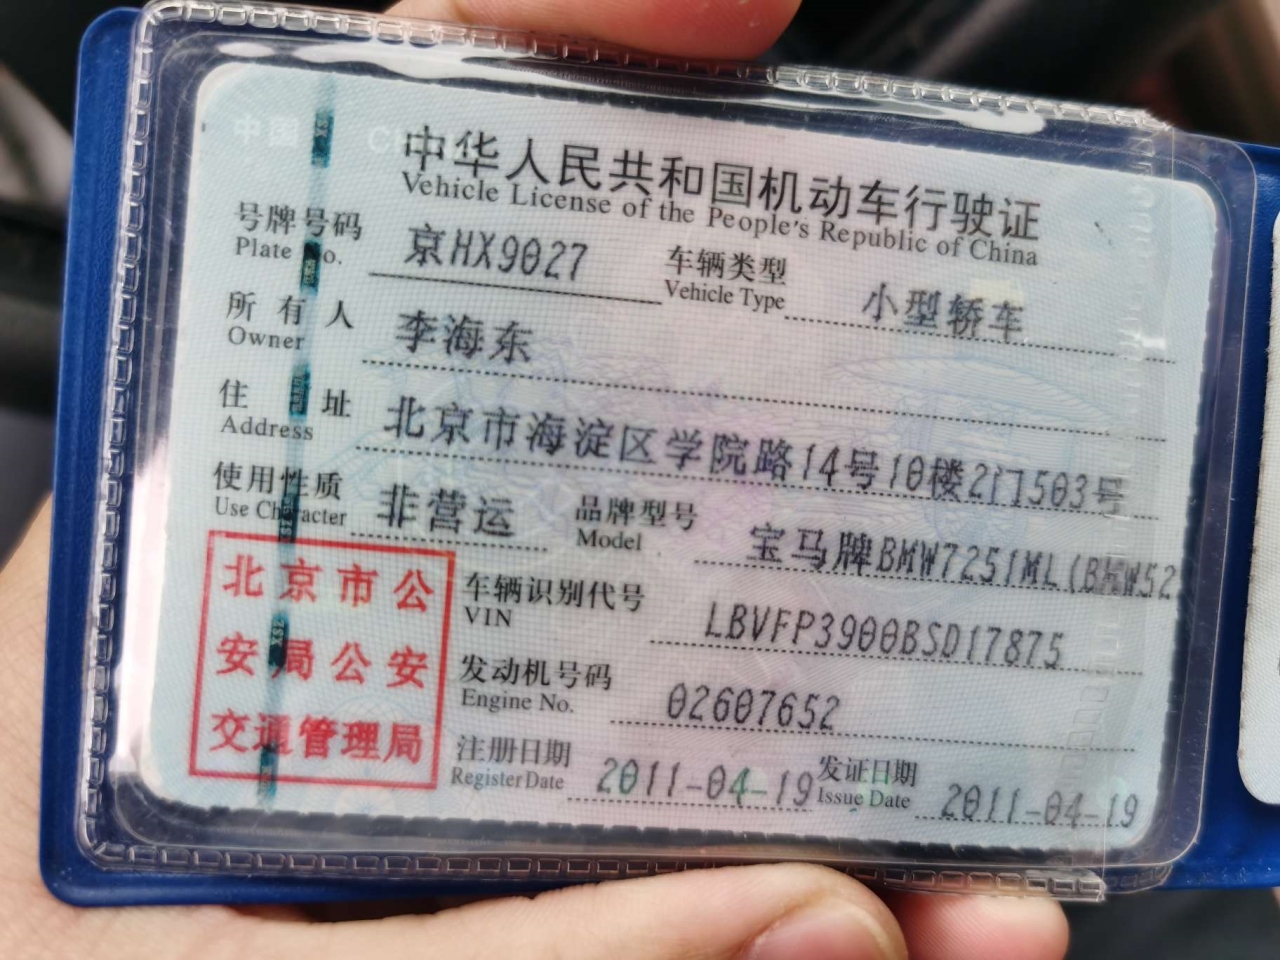 中国 C
中华人民共和国机动车行驶证
Vehicle License of the People's Republic of China
号牌号码 京HX9027 车辆类型 小型轿车
Plate No. Vehicle Type
所有人 李海东
Owner
住址 北京市海淀区学院路14号10楼2门503号
Address
使用性质 非营运 品牌型号 宝马牌BMW7251ML(BMW52
Use Character Model
北京市公
安局公安
交通管理局
车辆识别代号 LBVFP3900BSD17875
VIN
发动机号码 02607652
Engine No.
注册日期 2011-04-19 发证日期 2011-04-19
Register Date Issue Date